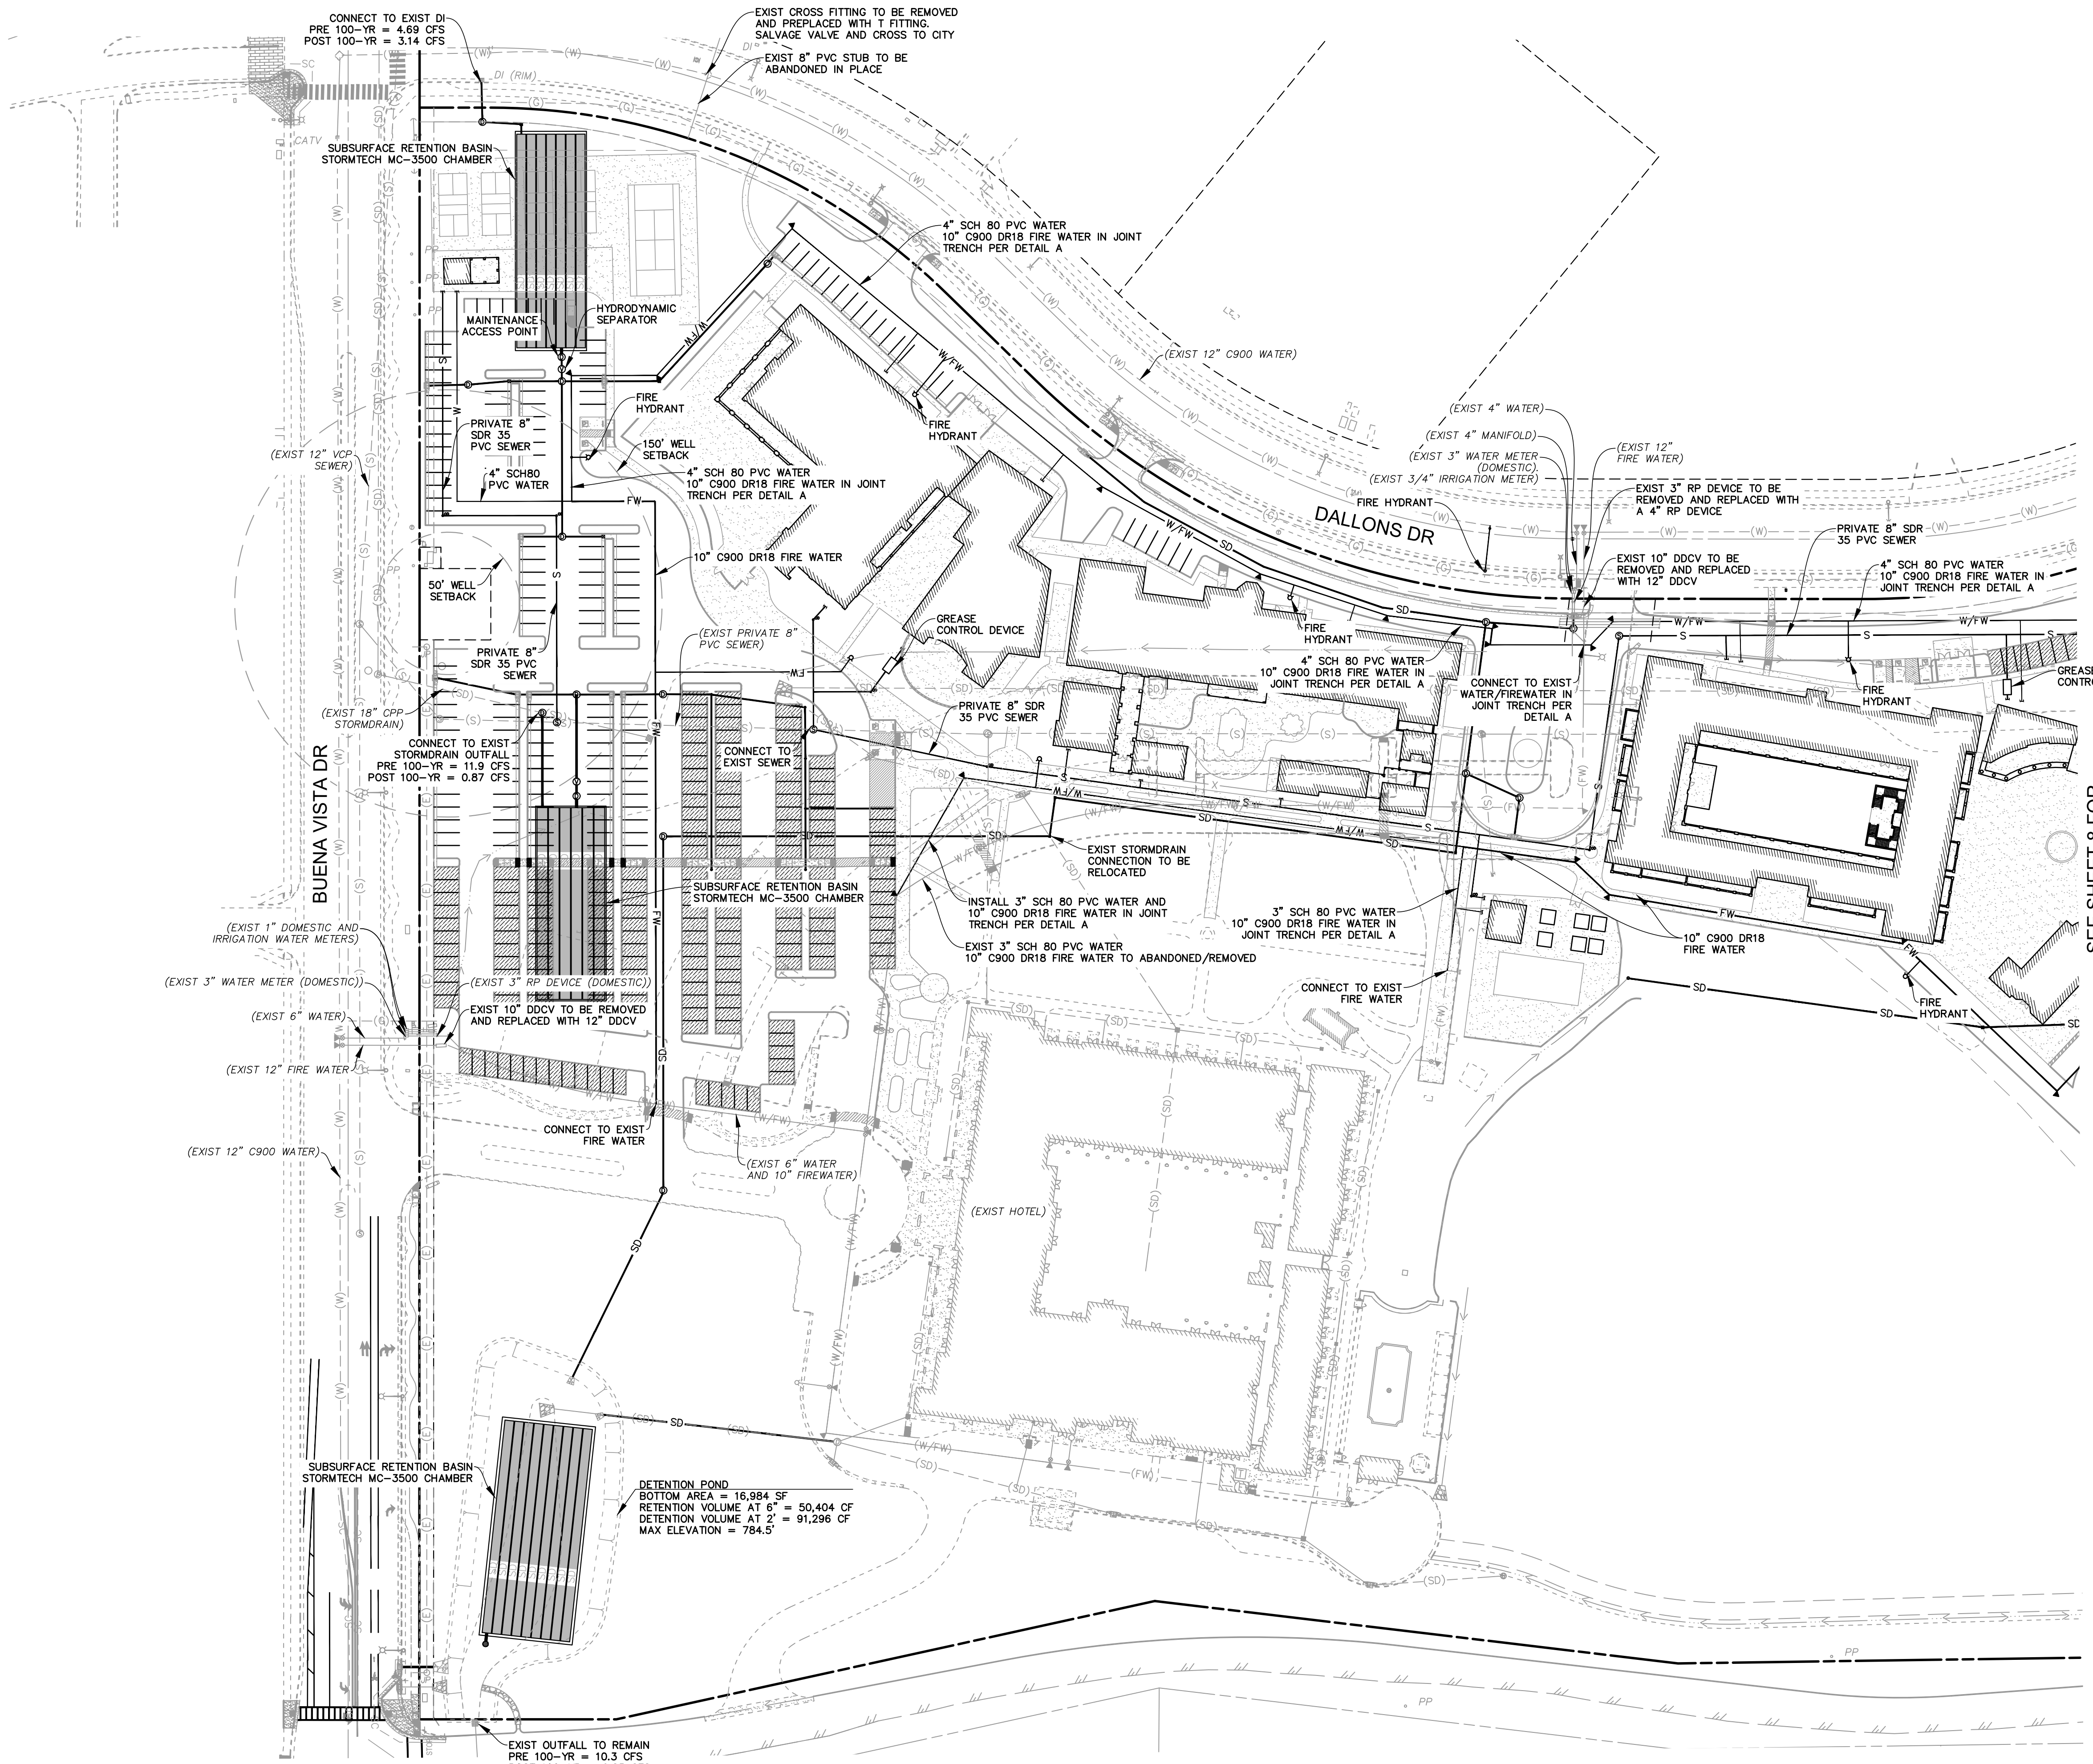 CONNECT TO EXIST DI
PRE 100-YR = 4.69 CFS
POST 100-YR = 3.14 CFS
EXIST CROSS FITTING TO BE REMOVED
AND PREPLACED WITH T FITTING.
SALVAGE VALVE AND CROSS TO CITY
EXIST 8" PVC STUB TO BE
ABANDONED IN PLACE
DI
DI (RIM)
SC
CATV
SUBSURFACE RETENTION BASIN
STORMTECH MC-3500 CHAMBER
4" SCH 80 PVC WATER
10" C900 DR18 FIRE WATER IN JOINT
TRENCH PER DETAIL A
MAINTENANCE
ACCESS POINT
HYDRODYNAMIC
SEPARATOR
(EXIST 12" C900 WATER)
FIRE
HYDRANT
FIRE
HYDRANT
PRIVATE 8"
SDR 35
PVC SEWER
150' WELL
SETBACK
(EXIST 12" VCP
SEWER)
4" SCH80
PVC WATER
4" SCH 80 PVC WATER
10" C900 DR18 FIRE WATER IN JOINT
TRENCH PER DETAIL A
(EXIST 4" WATER)
(EXIST 4" MANIFOLD)
(EXIST 3" WATER METER
(DOMESTIC).
(EXIST 3/4" IRRIGATION METER)
(EXIST 12"
FIRE WATER)
FIRE HYDRANT
EXIST 3" RP DEVICE TO BE
REMOVED AND REPLACED WITH
A 4" RP DEVICE
DALLONS DR
PRIVATE 8" SDR
35 PVC SEWER
10" C900 DR18 FIRE WATER
EXIST 10" DDCV TO BE
REMOVED AND REPLACED
WITH 12" DDCV
4" SCH 80 PVC WATER
10" C900 DR18 FIRE WATER IN
JOINT TRENCH PER DETAIL A
50' WELL
SETBACK
GREASE
CONTROL DEVICE
(EXIST PRIVATE 8"
PVC SEWER)
FIRE
HYDRANT
PRIVATE 8"
SDR 35 PVC
SEWER
4" SCH 80 PVC WATER
10" C900 DR18 FIRE WATER IN
JOINT TRENCH PER DETAIL A
CONNECT TO EXIST
WATER/FIREWATER IN
JOINT TRENCH PER
DETAIL A
FIRE
HYDRANT
GREASE
CONTR
(EXIST 18" CPP
STORMDRAIN)
PRIVATE 8" SDR
35 PVC SEWER
CONNECT TO EXIST
STORMDRAIN OUTFALL
PRE 100-YR = 11.9 CFS
POST 100-YR = 0.87 CFS
CONNECT TO
EXIST SEWER
BUENA VISTA DR
EXIST STORMDRAIN
CONNECTION TO BE
RELOCATED
SUBSURFACE RETENTION BASIN
STORMTECH MC-3500 CHAMBER
INSTALL 3" SCH 80 PVC WATER AND
10" C900 DR18 FIRE WATER IN JOINT
TRENCH PER DETAIL A
EXIST 3" SCH 80 PVC WATER
10" C900 DR18 FIRE WATER TO ABANDONED/REMOVED
3" SCH 80 PVC WATER
10" C900 DR18 FIRE WATER IN
JOINT TRENCH PER DETAIL A
10" C900 DR18
FIRE WATER
SEE SHEET 8 FOR
(EXIST 1" DOMESTIC AND
IRRIGATION WATER METERS)
(EXIST 3" WATER METER (DOMESTIC))
(EXIST 3" RP DEVICE (DOMESTIC))
CONNECT TO EXIST
FIRE WATER
FIRE
HYDRANT
EXIST 10" DDCV TO BE REMOVED
AND REPLACED WITH 12" DDCV
(EXIST 6" WATER)
(EXIST 12" FIRE WATER)
CONNECT TO EXIST
FIRE WATER
(EXIST 12" C900 WATER)
(EXIST 6" WATER
AND 10" FIREWATER)
(EXIST HOTEL)
SUBSURFACE RETENTION BASIN
STORMTECH MC-3500 CHAMBER
DETENTION POND
BOTTOM AREA = 16,984 SF
RETENTION VOLUME AT 6" = 50,404 CF
DETENTION VOLUME AT 2' = 91,296 CF
MAX ELEVATION = 784.5'
PP
PP
EXIST OUTFALL TO REMAIN
PRE 100-YR = 10.3 CFS